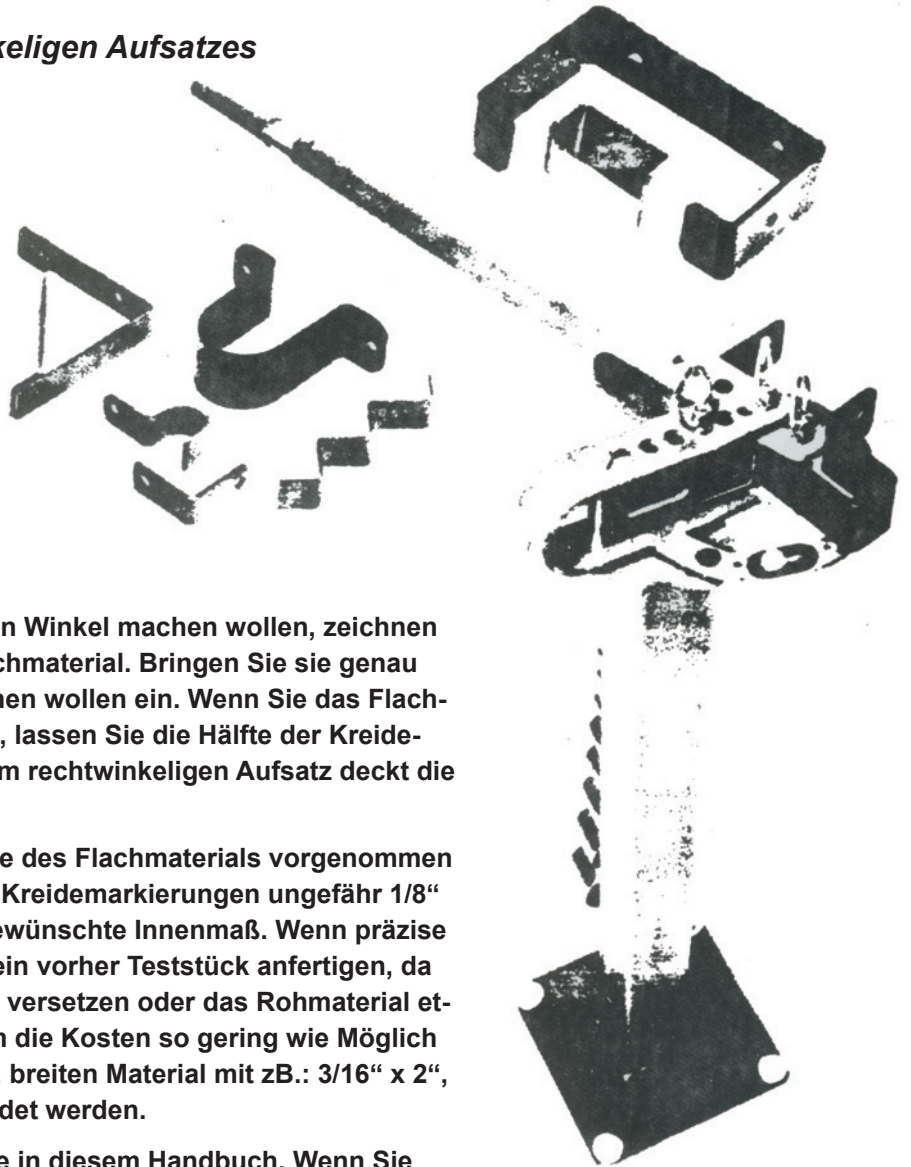 keligen Aufsatzes
n Winkel machen wollen, zeichnen
chmaterial. Bringen Sie sie genau
hen wollen ein. Wenn Sie das Flach-
, lassen Sie die Hälfte der Kreide-
m rechtwinkeligen Aufsatz deckt die
e des Flachmaterials vorgenommen
Kreidemarkierungen ungefähr 1/8“
ewünschte Innenmaß. Wenn präzise
ein vorher Teststück anfertigen, da
versetzen oder das Rohmaterial et-
n die Kosten so gering wie Möglich
breiten Material mit zB.: 3/16“ x 2“,
det werden.
e in diesem Handbuch. Wenn Sie